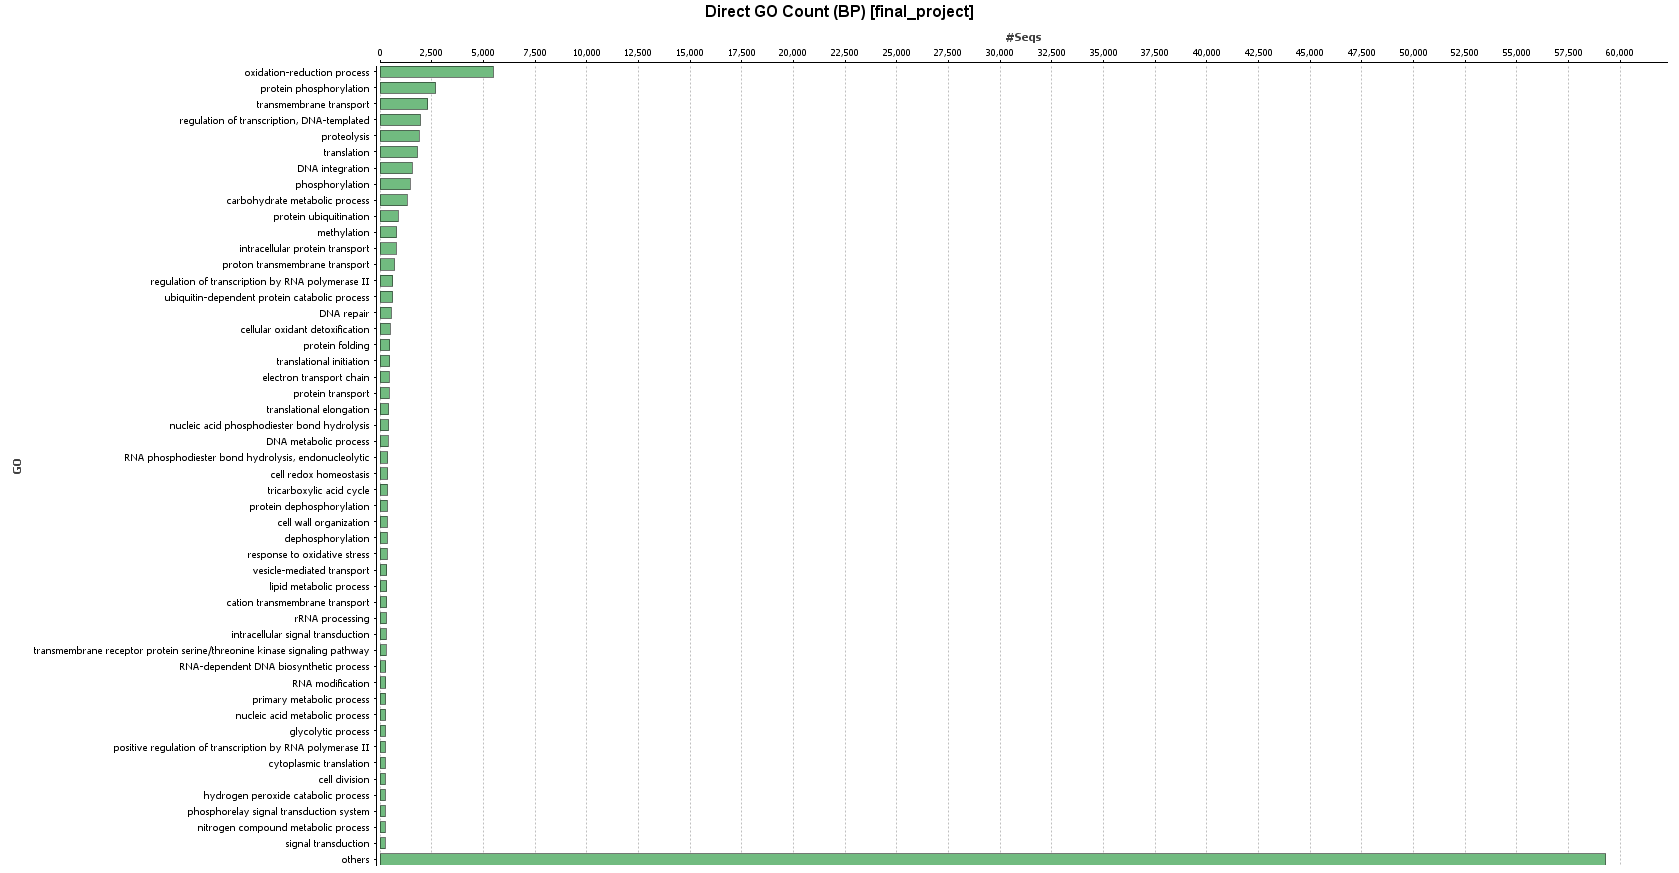 Direct GO Count (BP) [final_project]
#Seqs
0 2,500 5,000 7,500 10,000 12,500 15,000 17,500 20,000 22,500 25,000 27,500 30,000 32,500 35,000 37,500 40,000 42,500 45,000 47,500 50,000 52,500 55,000 57,500 60,000
oxidation-reduction process
protein phosphorylation
transmembrane transport
regulation of transcription, DNA-templated
proteolysis
translation
DNA integration
phosphorylation
carbohydrate metabolic process
protein ubiquitination
methylation
intracellular protein transport
proton transmembrane transport
regulation of transcription by RNA polymerase II
ubiquitin-dependent protein catabolic process
DNA repair
cellular oxidant detoxification
protein folding
translational initiation
electron transport chain
protein transport
translational elongation
nucleic acid phosphodiester bond hydrolysis
DNA metabolic process
RNA phosphodiester bond hydrolysis, endonucleolytic
cell redox homeostasis
tricarboxylic acid cycle
protein dephosphorylation
cell wall organization
dephosphorylation
response to oxidative stress
vesicle-mediated transport
lipid metabolic process
cation transmembrane transport
rRNA processing
intracellular signal transduction
transmembrane receptor protein serine/threonine kinase signaling pathway
RNA-dependent DNA biosynthetic process
RNA modification
primary metabolic process
nucleic acid metabolic process
glycolytic process
positive regulation of transcription by RNA polymerase II
cytoplasmic translation
cell division
hydrogen peroxide catabolic process
phosphorelay signal transduction system
nitrogen compound metabolic process
signal transduction
others
GO